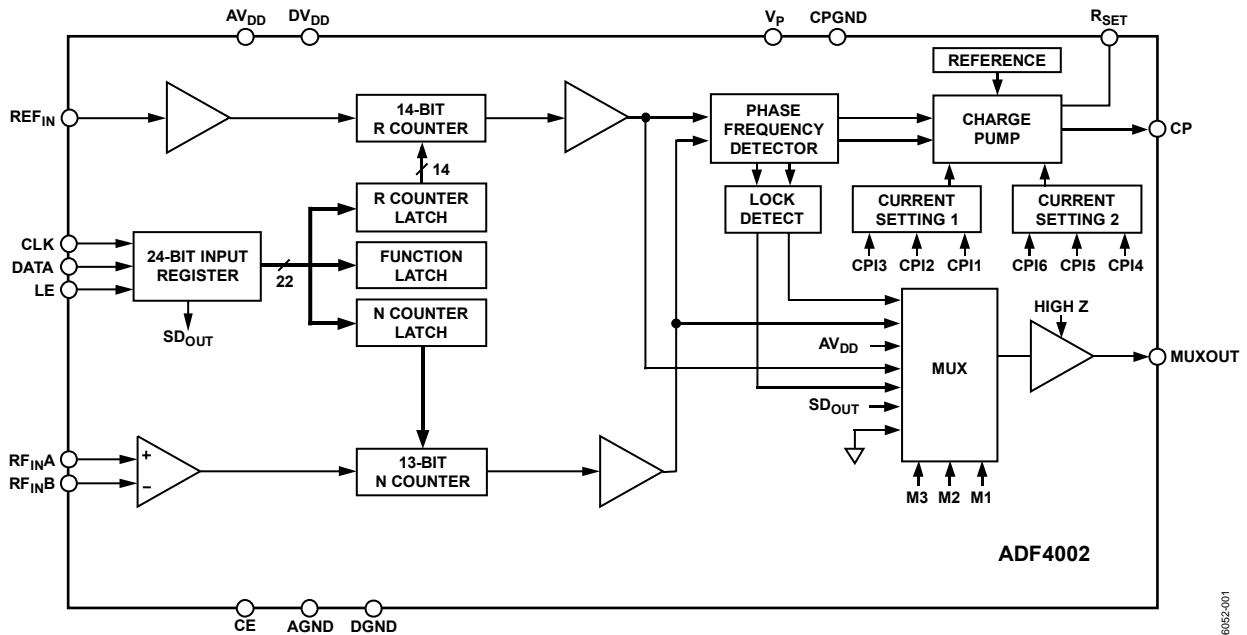 AVDD DVDD VP CPGND RSET
REFERENCE
REFIN
14-BIT
R COUNTER
PHASE
FREQUENCY
DETECTOR
CHARGE
PUMP
CP
14
R COUNTER
LATCH
LOCK
DETECT
CURRENT
SETTING 1
CURRENT
SETTING 2
CLK
DATA
LE
24-BIT INPUT
REGISTER
22
FUNCTION
LATCH
CPI3 CPI2 CPI1
CPI6 CPI5 CPI4
SDOUT
N COUNTER
LATCH
HIGH Z
AVDD
MUX
MUXOUT
SDOUT
RFINA
RFINB
+
−
13-BIT
N COUNTER
M3 M2 M1
ADF4002
CE AGND DGND
6052-001